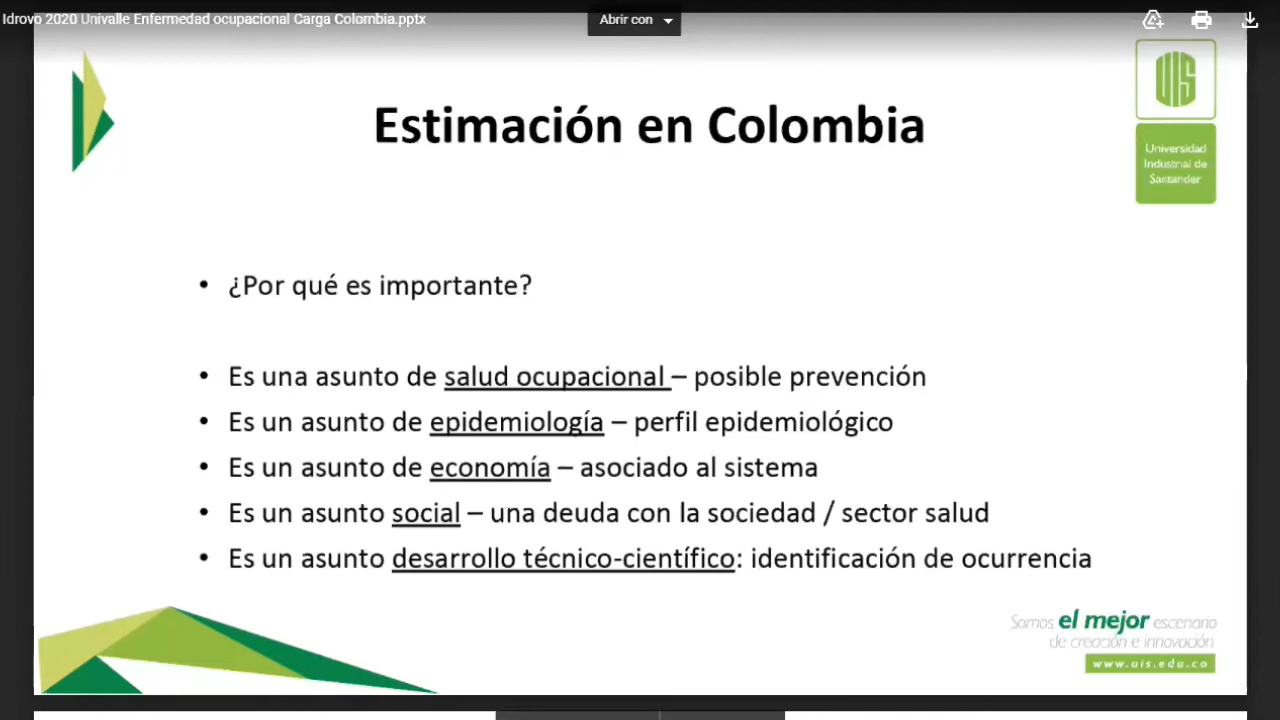 Idrovo 2020 Univalle Enfermedad ocupacional Carga Colombia.pptx
Abrir con
UIS
Universidad
Industrial de
Santander
Estimación en Colombia
• ¿Por qué es importante?
• Es una asunto de salud ocupacional – posible prevención
• Es un asunto de epidemiología – perfil epidemiológico
• Es un asunto de economía – asociado al sistema
• Es un asunto social – una deuda con la sociedad / sector salud
• Es un asunto desarrollo técnico-científico: identificación de ocurrencia
Somos el mejor escenario
de creación e innovación
www.uis.edu.co